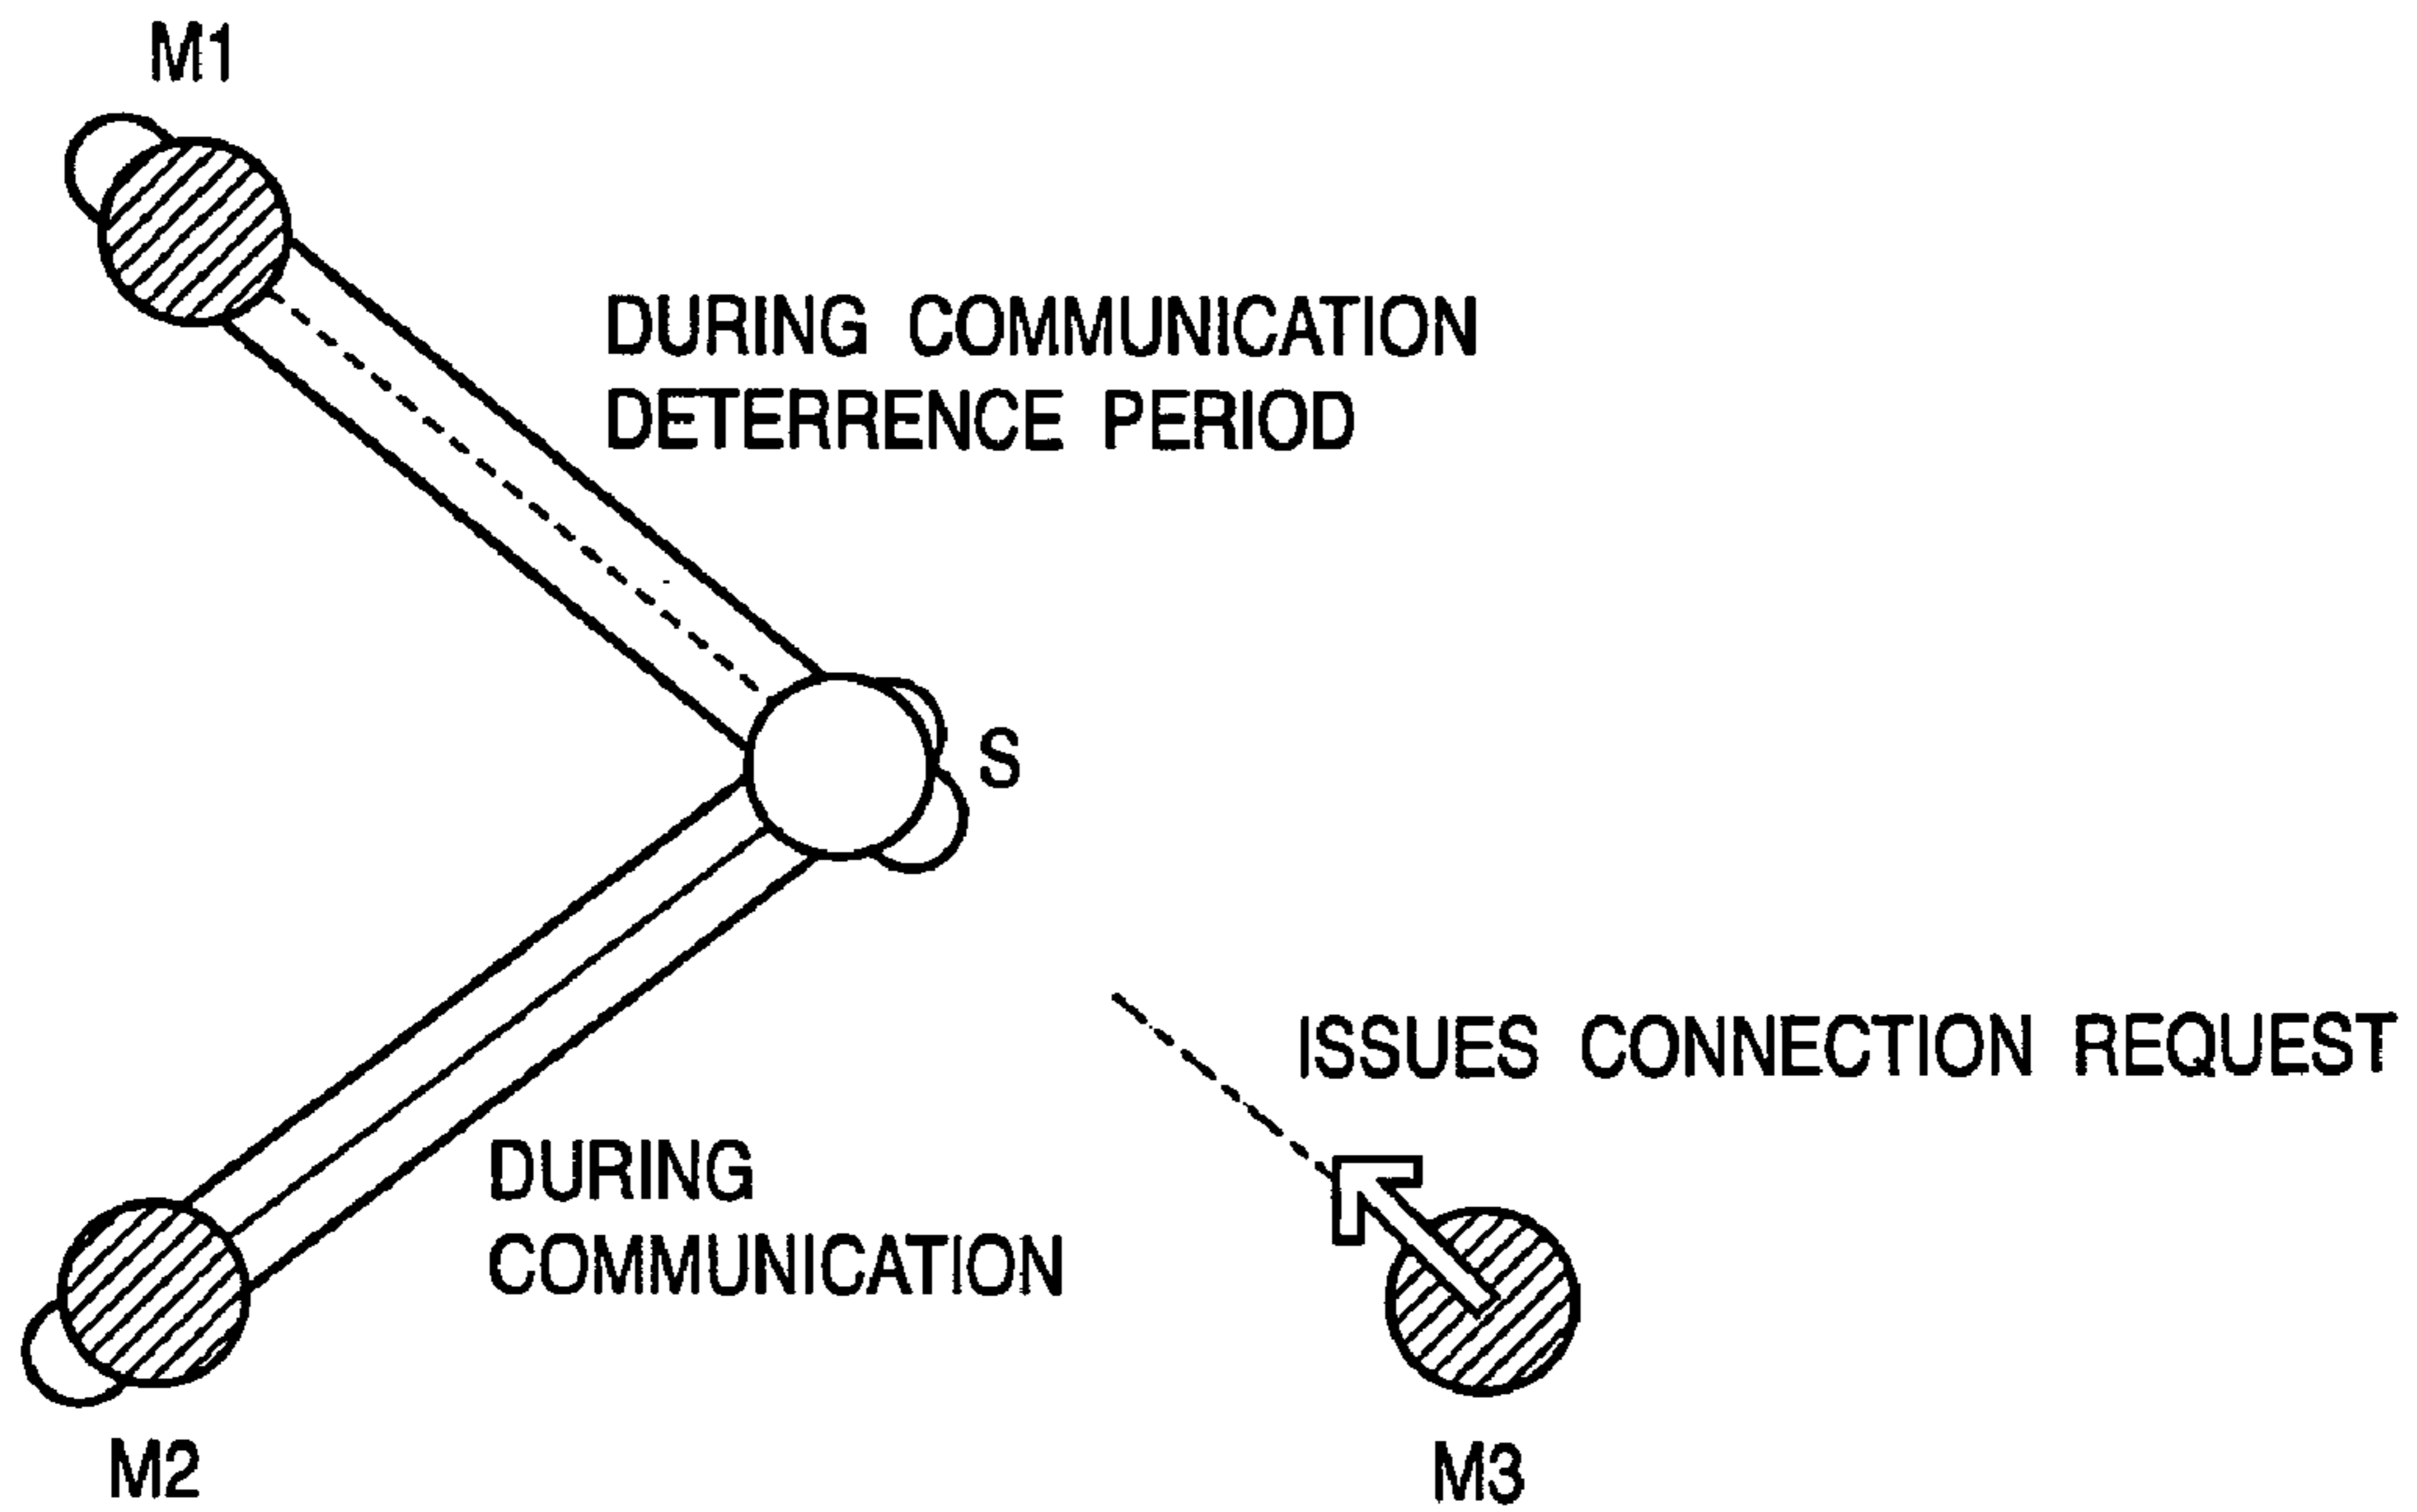 M1
DURING COMMUNICATION
DETERRENCE PERIOD
S
ISSUES CONNECTION REQUEST
DURING
COMMUNICATION
M2
M3